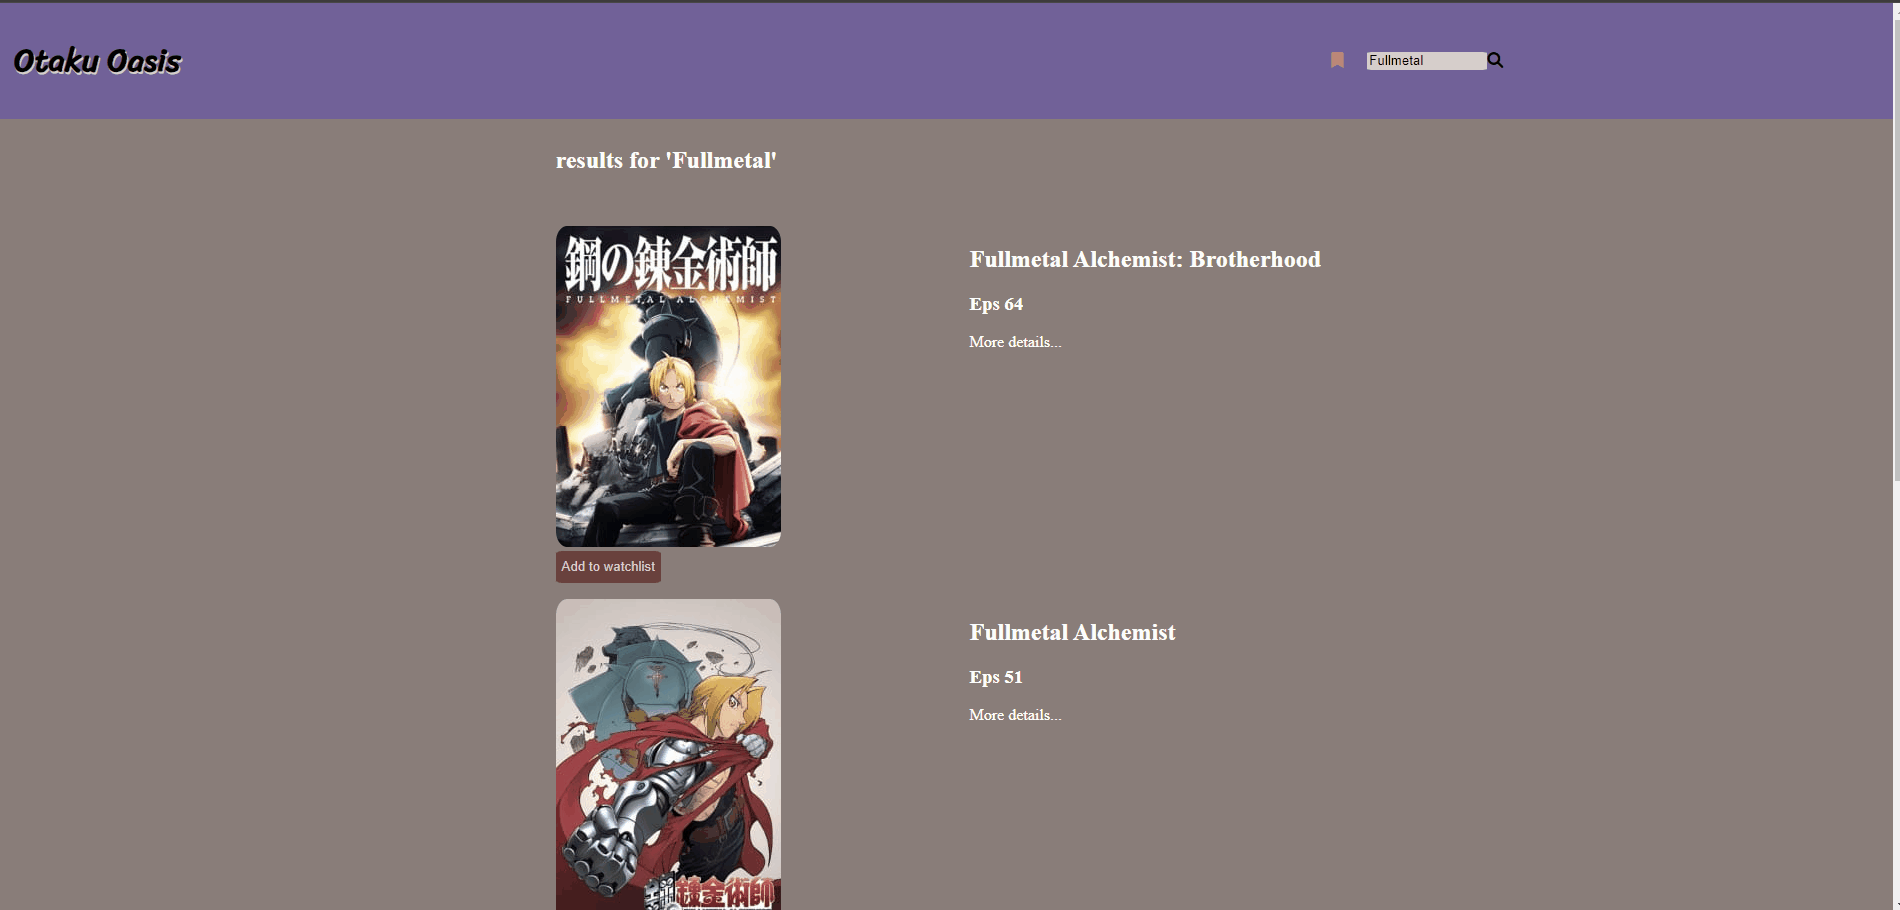 Otaku Oasis
Fullmetal
results for 'Fullmetal'
鋼の錬金術師
FULLMETAL ALCHEMIST
Fullmetal Alchemist: Brotherhood
Eps 64
More details...
Add to watchlist
Fullmetal Alchemist
Eps 51
More details...
鋼錬金術師